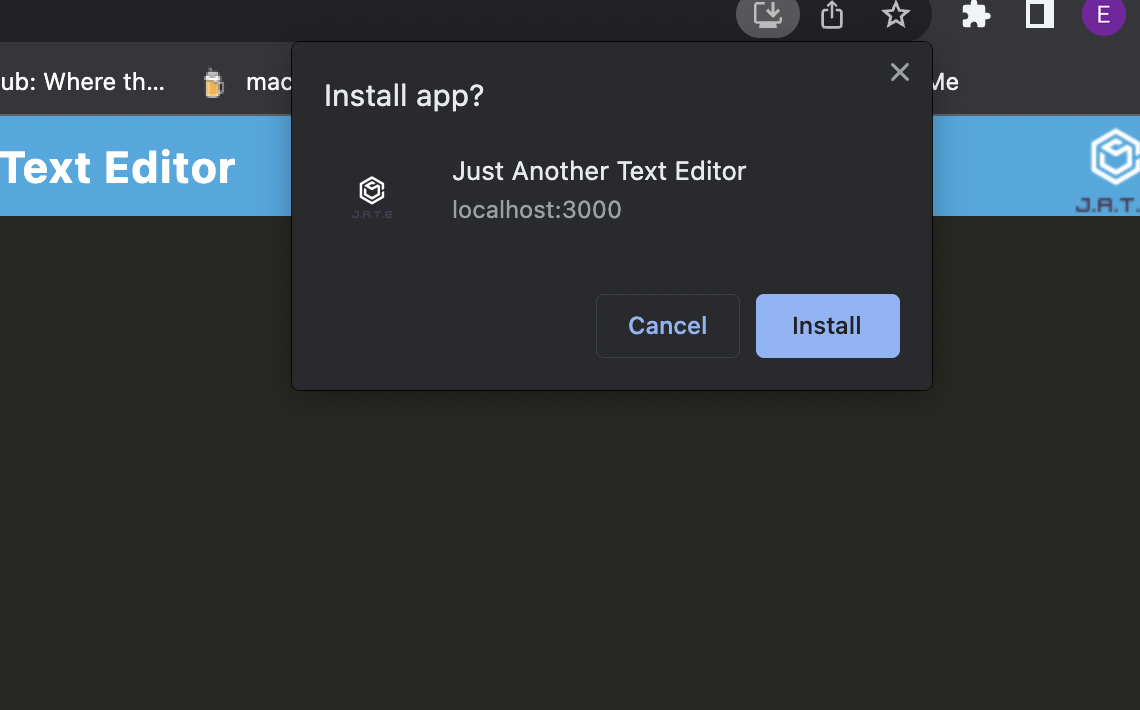 E
ub: Where th...
mac
Me
Install app?
Text Editor
Just Another Text Editor
localhost:3000
J.A.T.E
J.A.T.
Cancel
Install